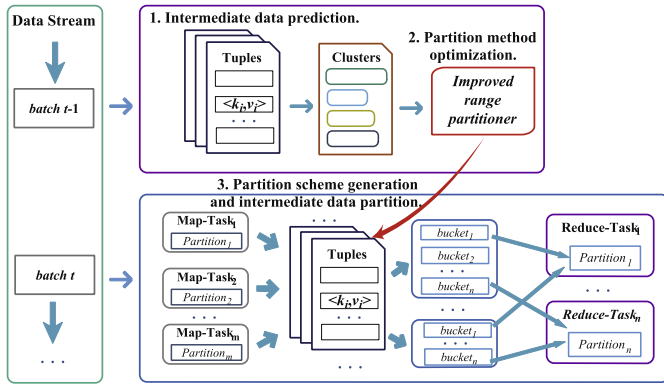 Data Stream
batch t-1
batch t
. . .
1. Intermediate data prediction.
Tuples
<ki,vi>
. . .
Clusters
2. Partition method
optimization.
Improved
range
partitioner
3. Partition scheme generation
and intermediate data partition.
Map-Task1
Partition1
Map-Task2
Partition2
Map-Taskm
Partitionm
. . .
Tuples
<ki,vi>
. . .
. . .
bucket1
bucket2
. . .
bucketn
. . .
bucket1
. . .
bucketn
Reduce-Task1
Partition1
. . .
Reduce-Taskn
Partitionn